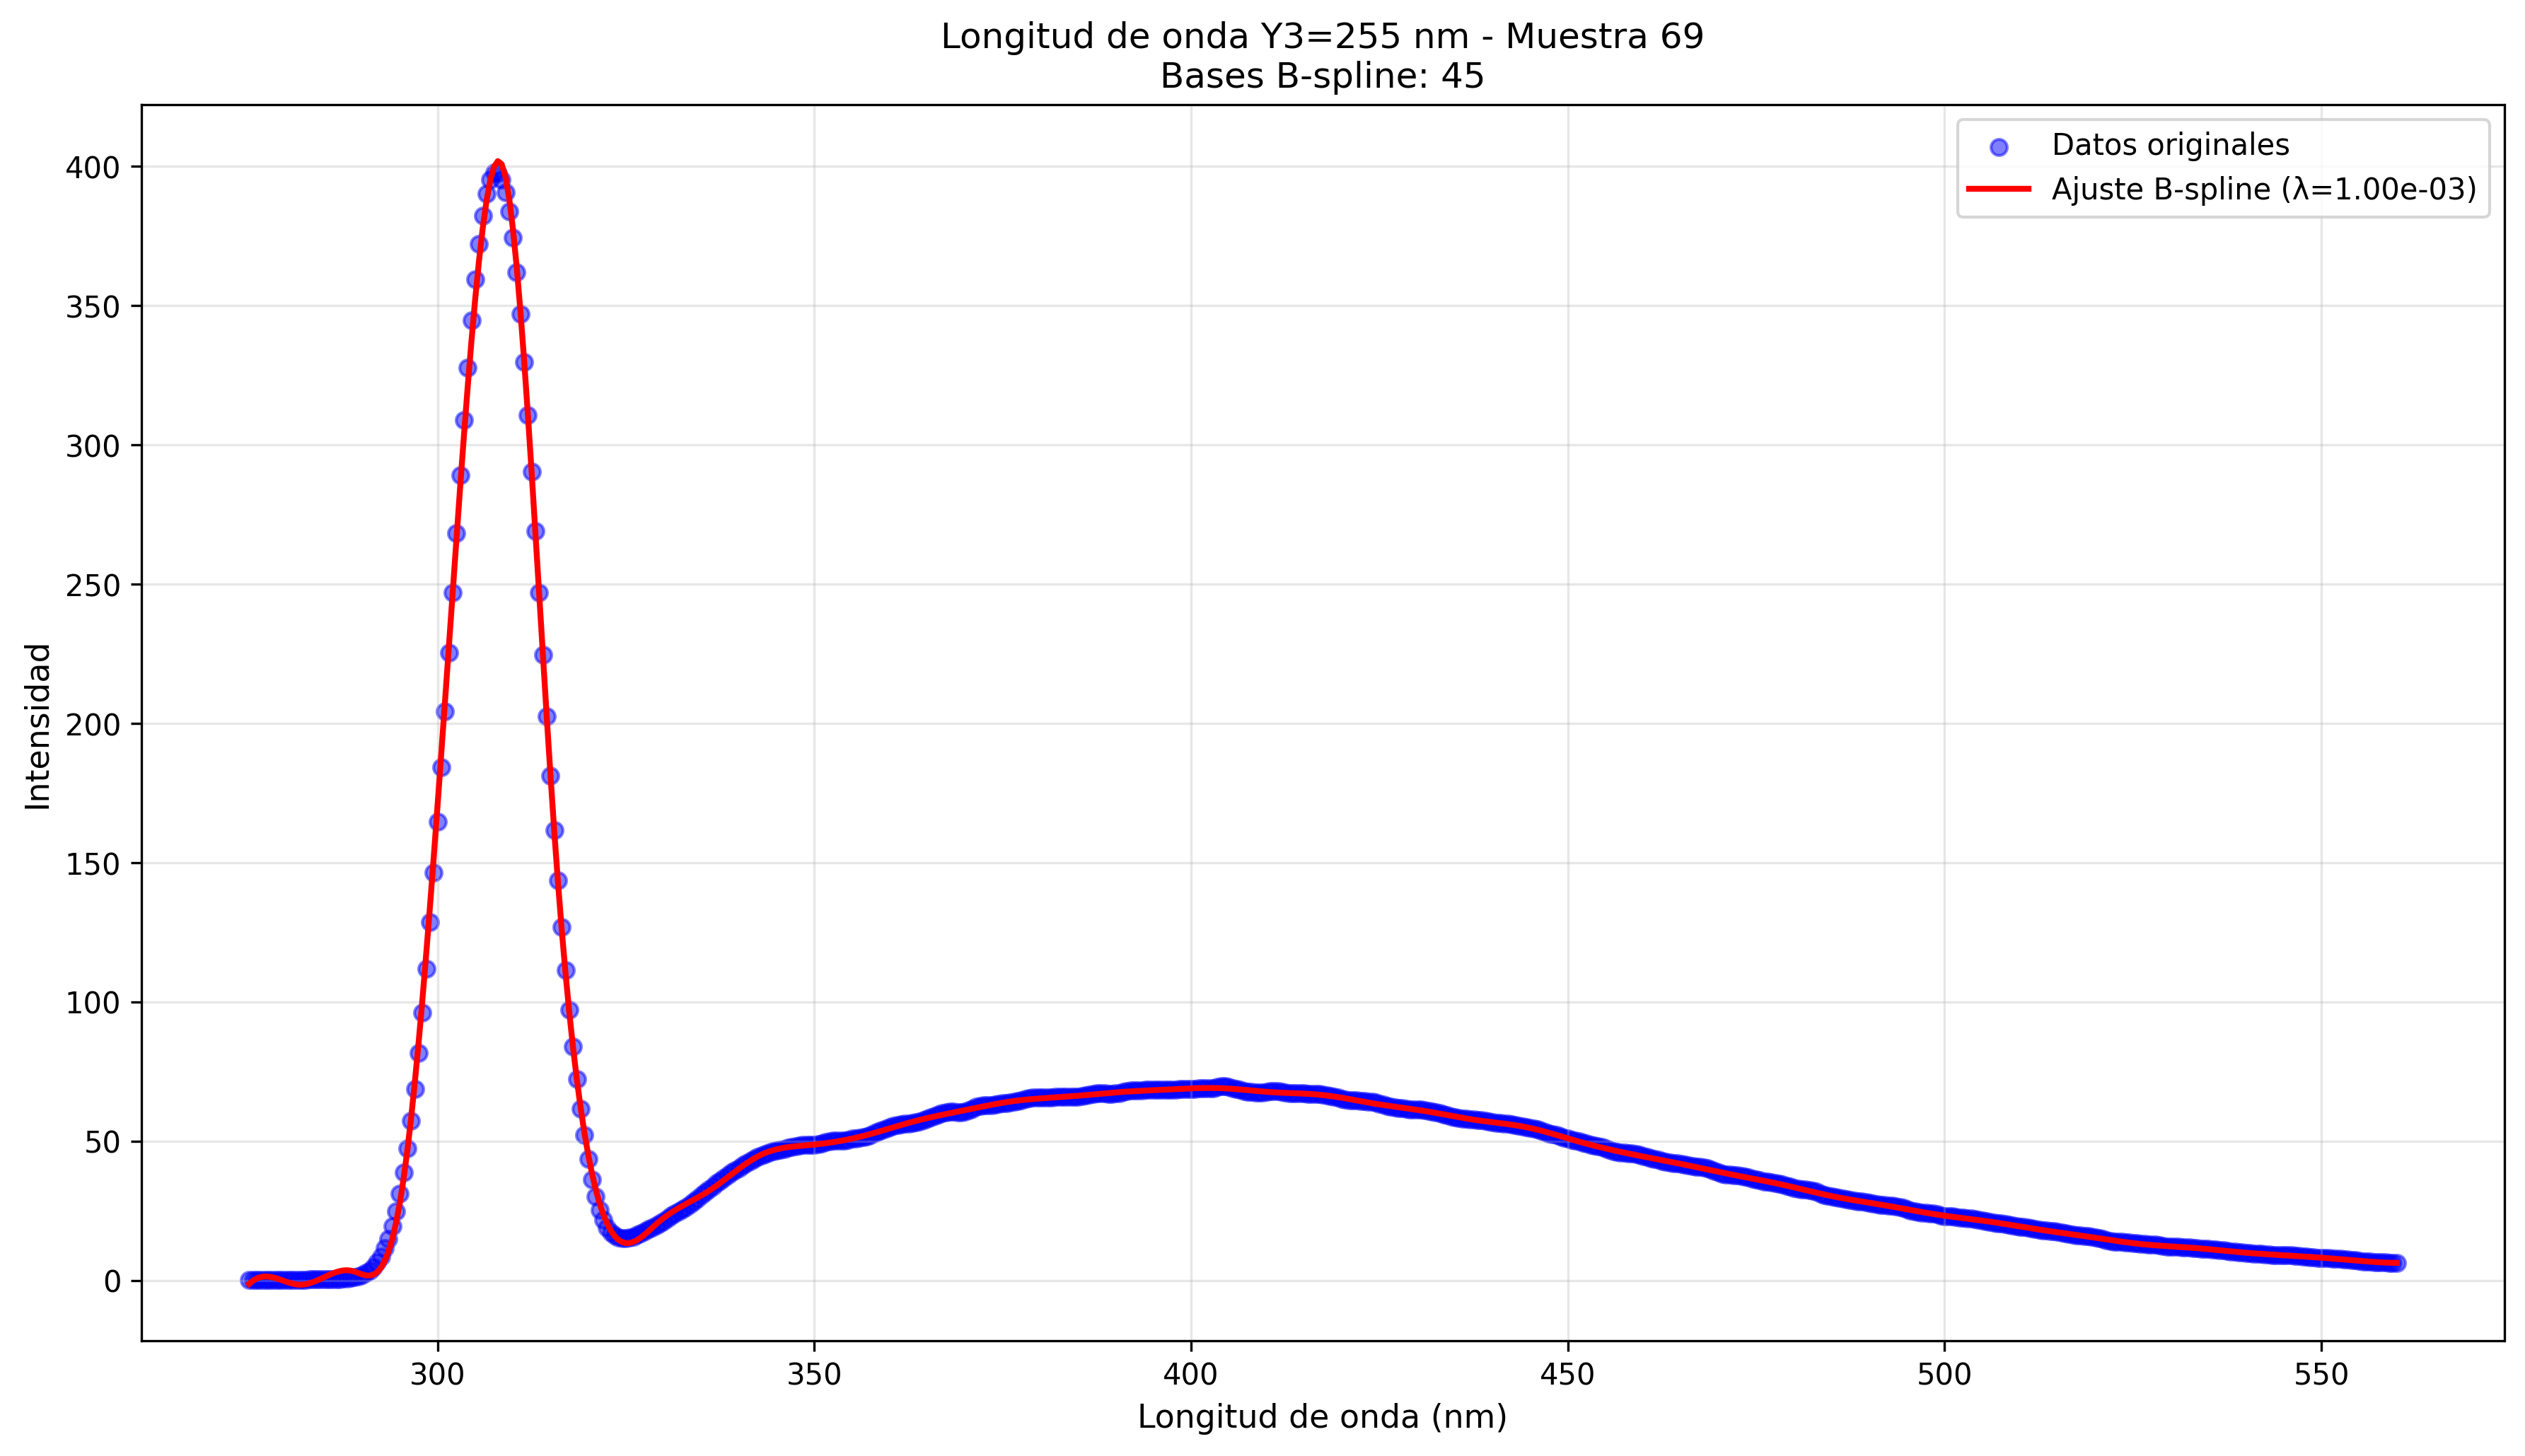 Longitud de onda Y3=255 nm - Muestra 69
Bases B-spline: 45
Datos originales
Ajuste B-spline (λ=1.00e-03)
Intensidad
400
350
300
250
200
150
100
50
0
300 350 400 450 500 550
Longitud de onda (nm)